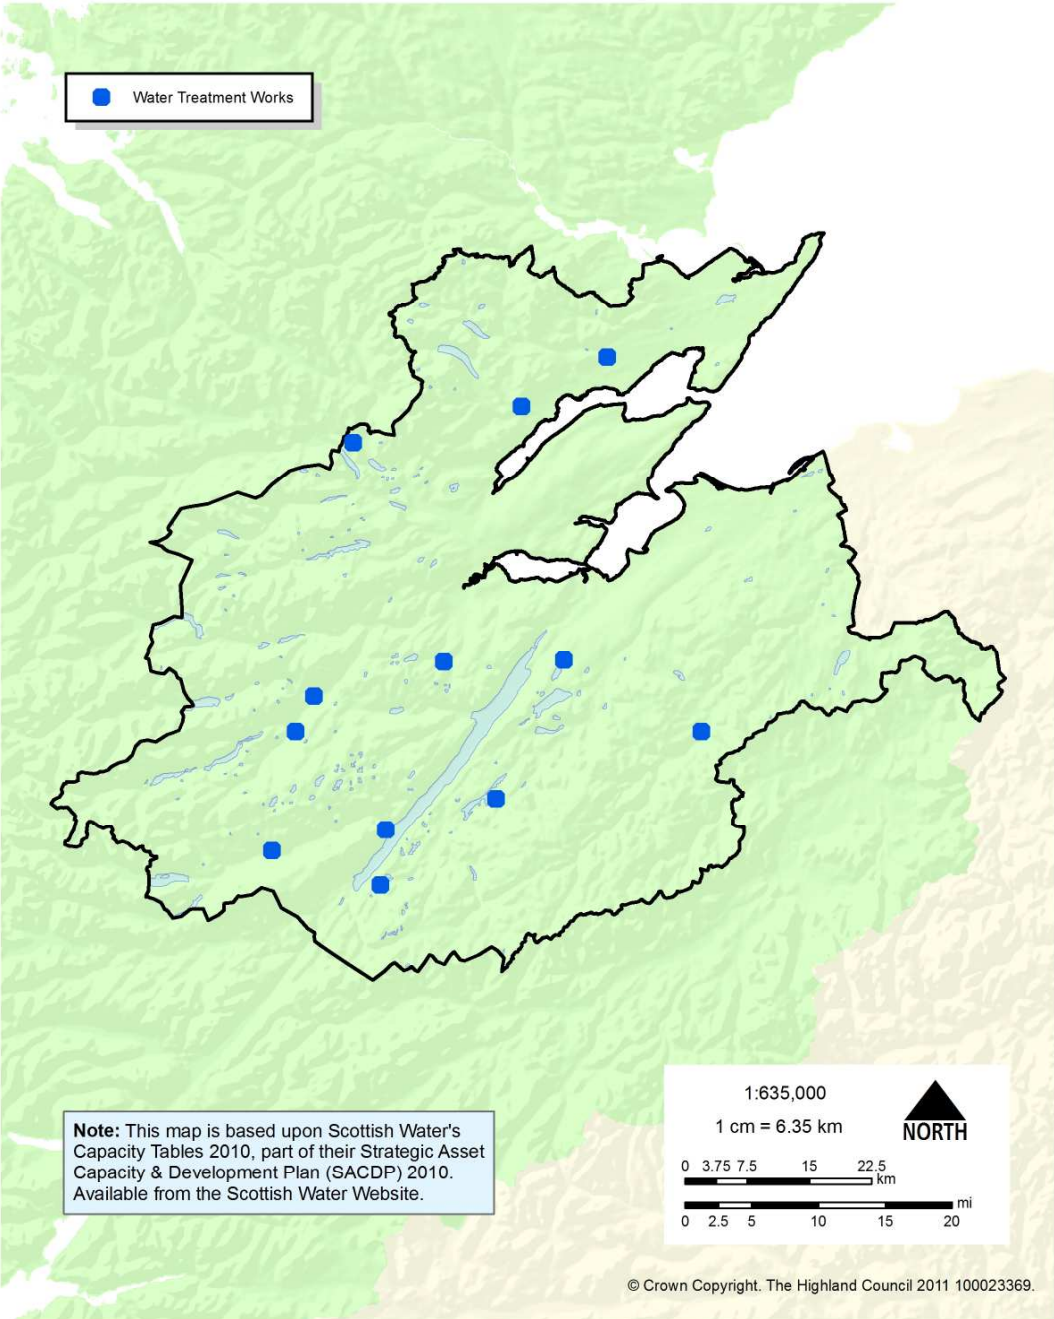 Water Treatment Works
1:635,000
1 cm = 6.35 km
NORTH
0 3.75 7.5 15 22.5
km
mi
0 2.5 5 10 15 20
Note: This map is based upon Scottish Water's
Capacity Tables 2010, part of their Strategic Asset
Capacity & Development Plan (SACDP) 2010.
Available from the Scottish Water Website.
© Crown Copyright. The Highland Council 2011 100023369.